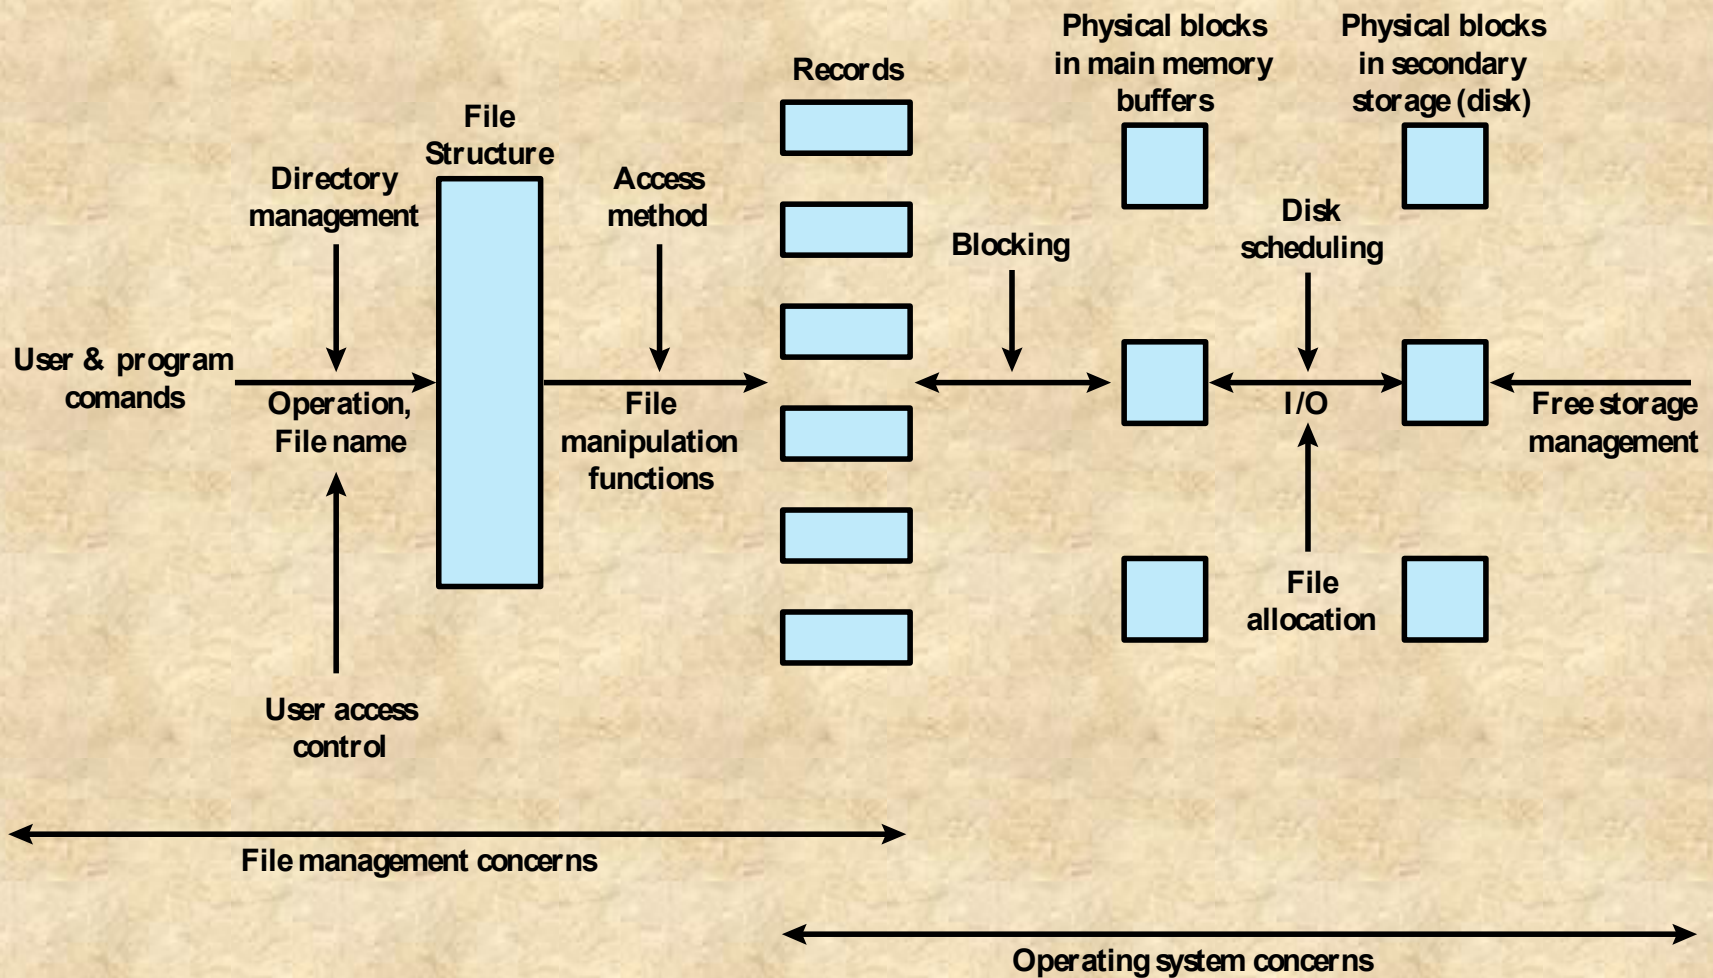 Physical blocks
in main memory
buffers
Physical blocks
in secondary
storage (disk)
Records
File
Structure
Directory
management
Access
method
Disk
scheduling
Blocking
User & program
comands
Operation,
File name
File
manipulation
functions
I/O
Free storage
management
File
allocation
User access
control
File management concerns
Operating system concerns